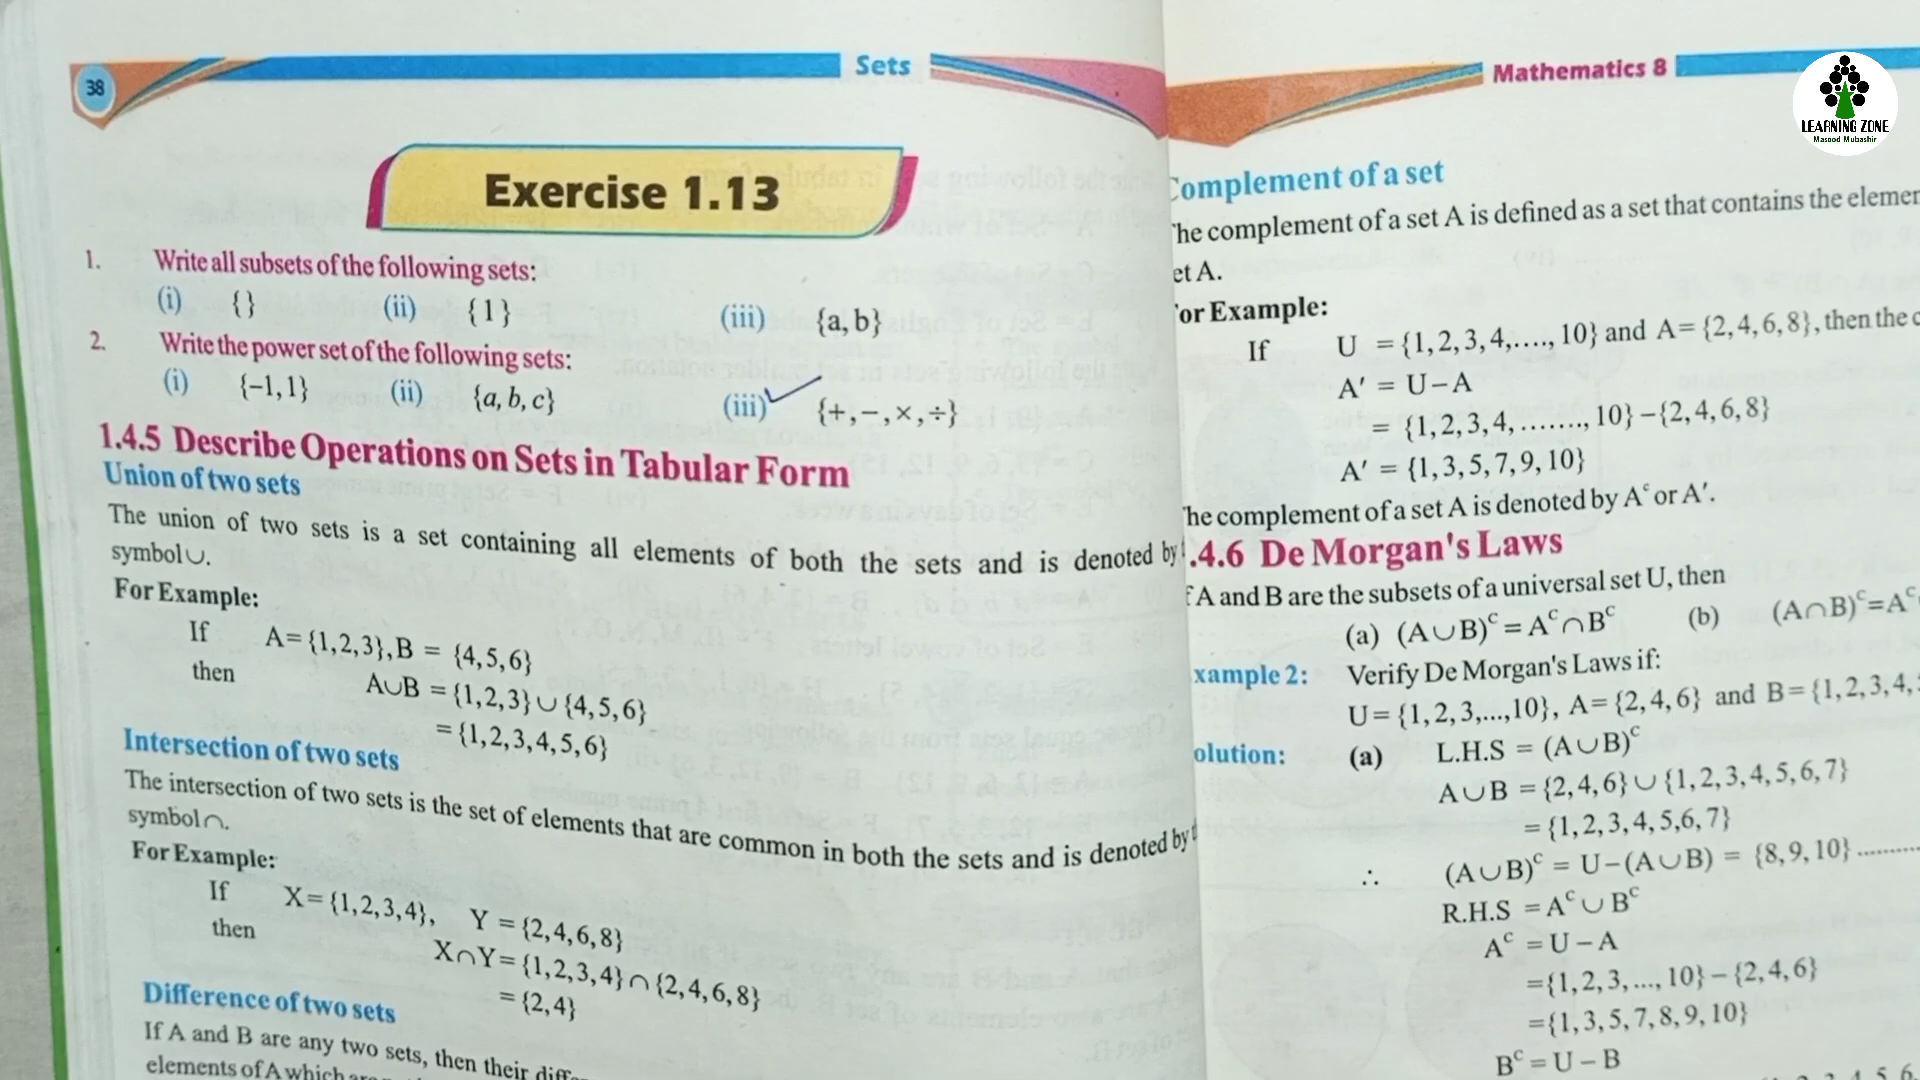 38
Sets
Exercise 1.13
1. Write all subsets of the following sets:
(i) { } (ii) {1} (iii) {a, b}
2. Write the power set of the following sets:
(i) {−1, 1} (ii) {a, b, c} (iii) {+, −, ×, ÷}
1.4.5 Describe Operations on Sets in Tabular Form
Union of two sets
The union of two sets is a set containing all elements of both the sets and is denoted by
symbol ∪.
For Example:
If A = {1, 2, 3}, B = {4, 5, 6}
then A∪B = {1, 2, 3} ∪ {4, 5, 6}
= {1, 2, 3, 4, 5, 6}
Intersection of two sets
The intersection of two sets is the set of elements that are common in both the sets and is denoted by
symbol ∩.
For Example:
If X = {1, 2, 3, 4}, Y = {2, 4, 6, 8}
then X∩Y = {1, 2, 3, 4} ∩ {2, 4, 6, 8}
= {2, 4}
Difference of two sets
If A and B are any two sets, then their
elements of A which
Mathematics 8
LEARNING ZONE
Masood Mubashir
omplement of a set
he complement of a set A is defined as a set that contains the elemen
et A.
or Example:
If U = {1, 2, 3, 4,...., 10} and A = {2, 4, 6, 8}, then the c
A′ = U − A
= {1, 2, 3, 4, ......., 10} − {2, 4, 6, 8}
A′ = {1, 3, 5, 7, 9, 10}
he complement of a set A is denoted by Aᶜ or A′.
.4.6 De Morgan's Laws
f A and B are the subsets of a universal set U, then
(a) (A∪B)ᶜ = Aᶜ∩Bᶜ (b) (A∩B)ᶜ = Aᶜ
xample 2: Verify De Morgan's Laws if:
U = {1, 2, 3,...,10}, A = {2, 4, 6} and B = {1, 2, 3, 4,
olution: (a) L.H.S = (A∪B)ᶜ
A∪B = {2, 4, 6} ∪ {1, 2, 3, 4, 5, 6, 7}
= {1, 2, 3, 4, 5, 6, 7}
∴ (A∪B)ᶜ = U − (A∪B) = {8, 9, 10} ..........
R.H.S = Aᶜ ∪ Bᶜ
Aᶜ = U − A
= {1, 2, 3, ..., 10} − {2, 4, 6}
= {1, 3, 5, 7, 8, 9, 10}
Bᶜ = U − B